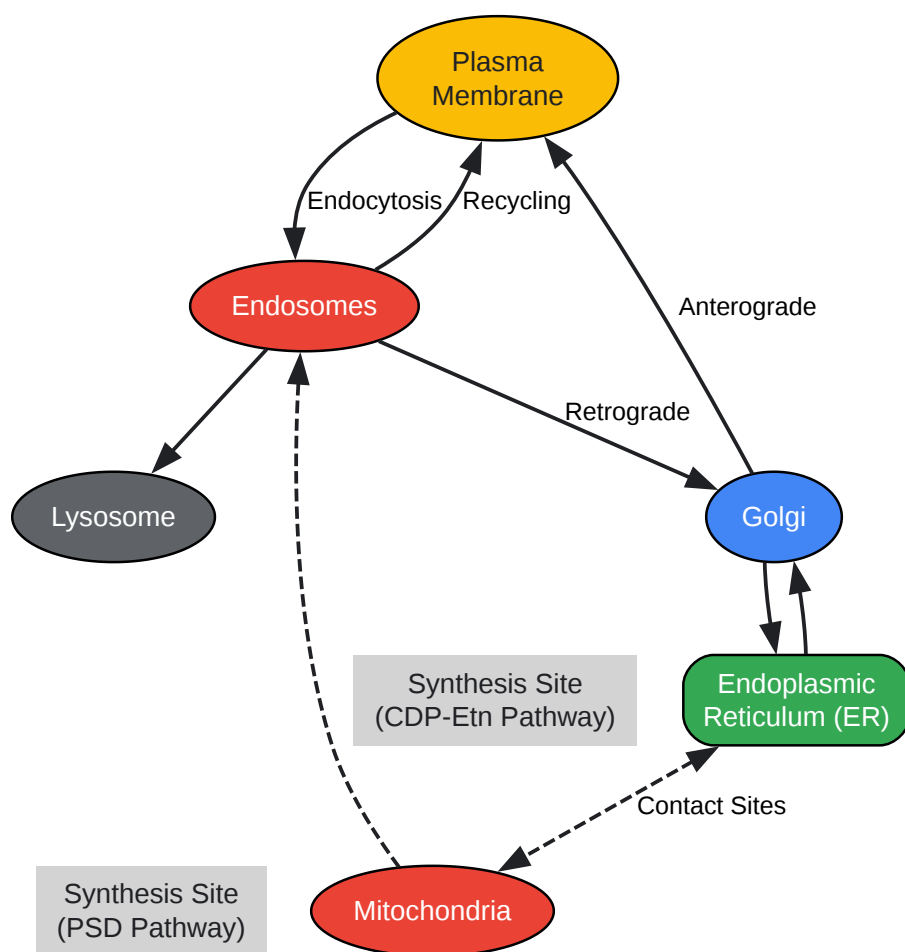 Plasma
Membrane
Endocytosis
Recycling
Endosomes
Anterograde
Retrograde
Lysosome
Golgi
Synthesis Site
(CDP-Etn Pathway)
Endoplasmic
Reticulum (ER)
Contact Sites
Synthesis Site
(PSD Pathway)
Mitochondria